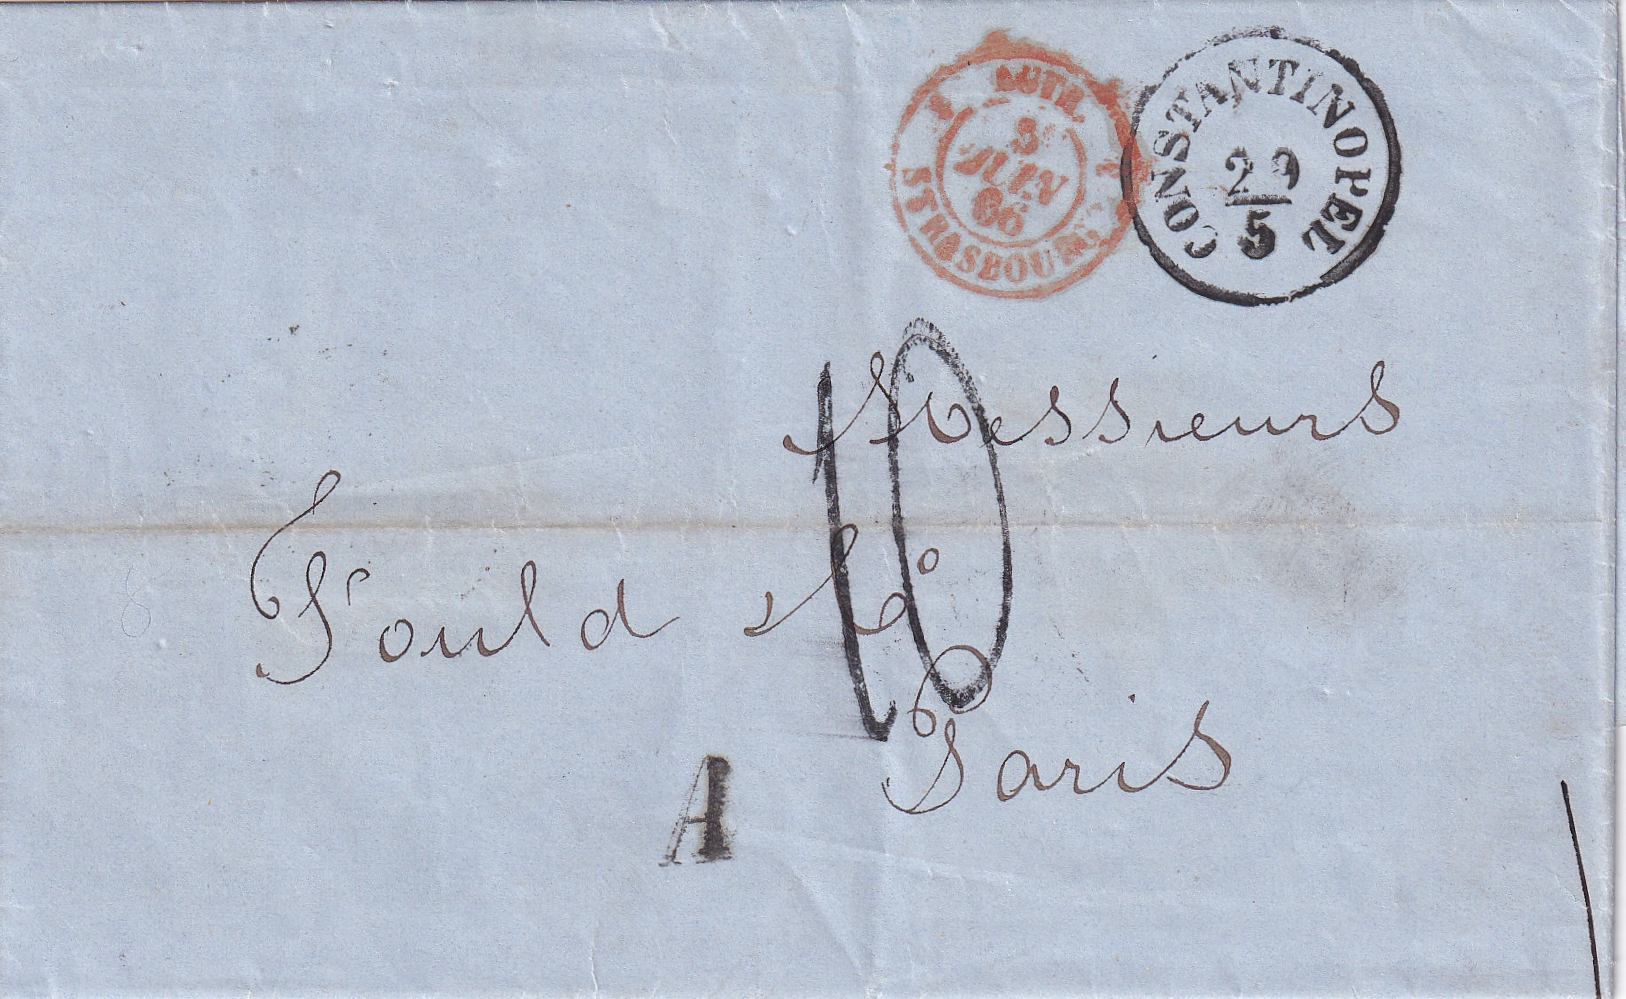 AUTR.
3
JUIN
66
STRASBOURG
CONSTANTINOPEL
29
5
10
Messieurs
Fould & Co
Paris
A